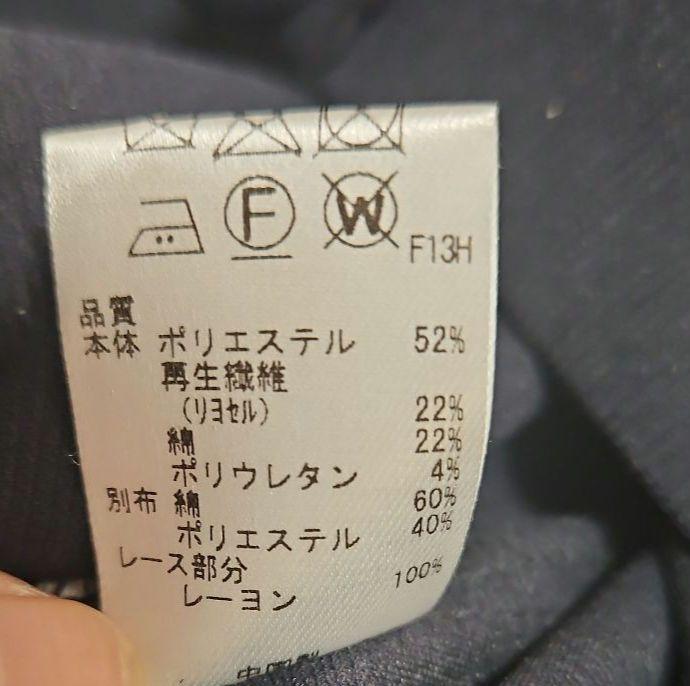 F W F13H
品質
本体 ポリエステル 52%
再生繊維
(リヨセル) 22%
綿 22%
ポリウレタン 4%
別布 綿 60%
ポリエステル 40%
レース部分
レーヨン 100%